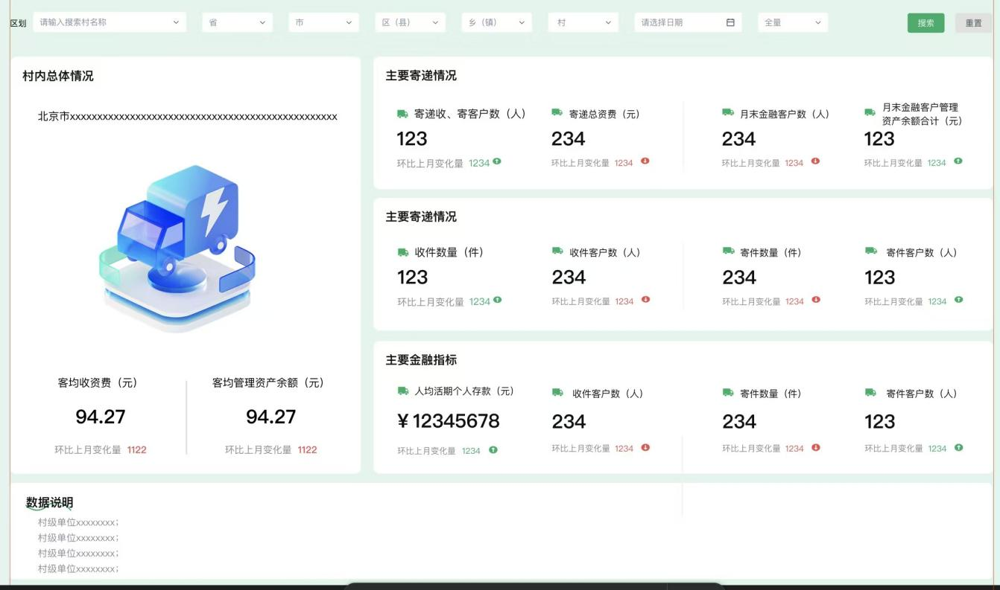 区划 请输入搜索村名称 省 市 区（县） 乡（镇） 村 请选择日期 全量 搜索 重置
村内总体情况
北京市xxxxxxxxxxxxxxxxxxxxxxxxxxxxxxxxxxxxxxxxxxxxxxxxx
客均收资费（元） 客均管理资产余额（元）
94.27 94.27
环比上月变化量 1122 环比上月变化量 1122
主要寄递情况
寄递收、寄客户数（人） 寄递总资费（元） 月末金融客户数（人） 月末金融客户管理
资产余额合计（元）
123 234 234 123
环比上月变化量 1234 环比上月变化量 1234 环比上月变化量 1234 环比上月变化量 1234
主要寄递情况
收件数量（件） 收件客户数（人） 寄件数量（件） 寄件客户数（人）
123 234 234 123
环比上月变化量 1234 环比上月变化量 1234 环比上月变化量 1234 环比上月变化量 1234
主要金融指标
人均活期个人存款（元） 收件客户数（人） 寄件数量（件） 寄件客户数（人）
¥ 12345678 234 234 123
环比上月变化量 1234 环比上月变化量 1234 环比上月变化量 1234 环比上月变化量 1234
数据说明
村级单位xxxxxxxx；
村级单位xxxxxxxx；
村级单位xxxxxxxx；
村级单位xxxxxxxx；